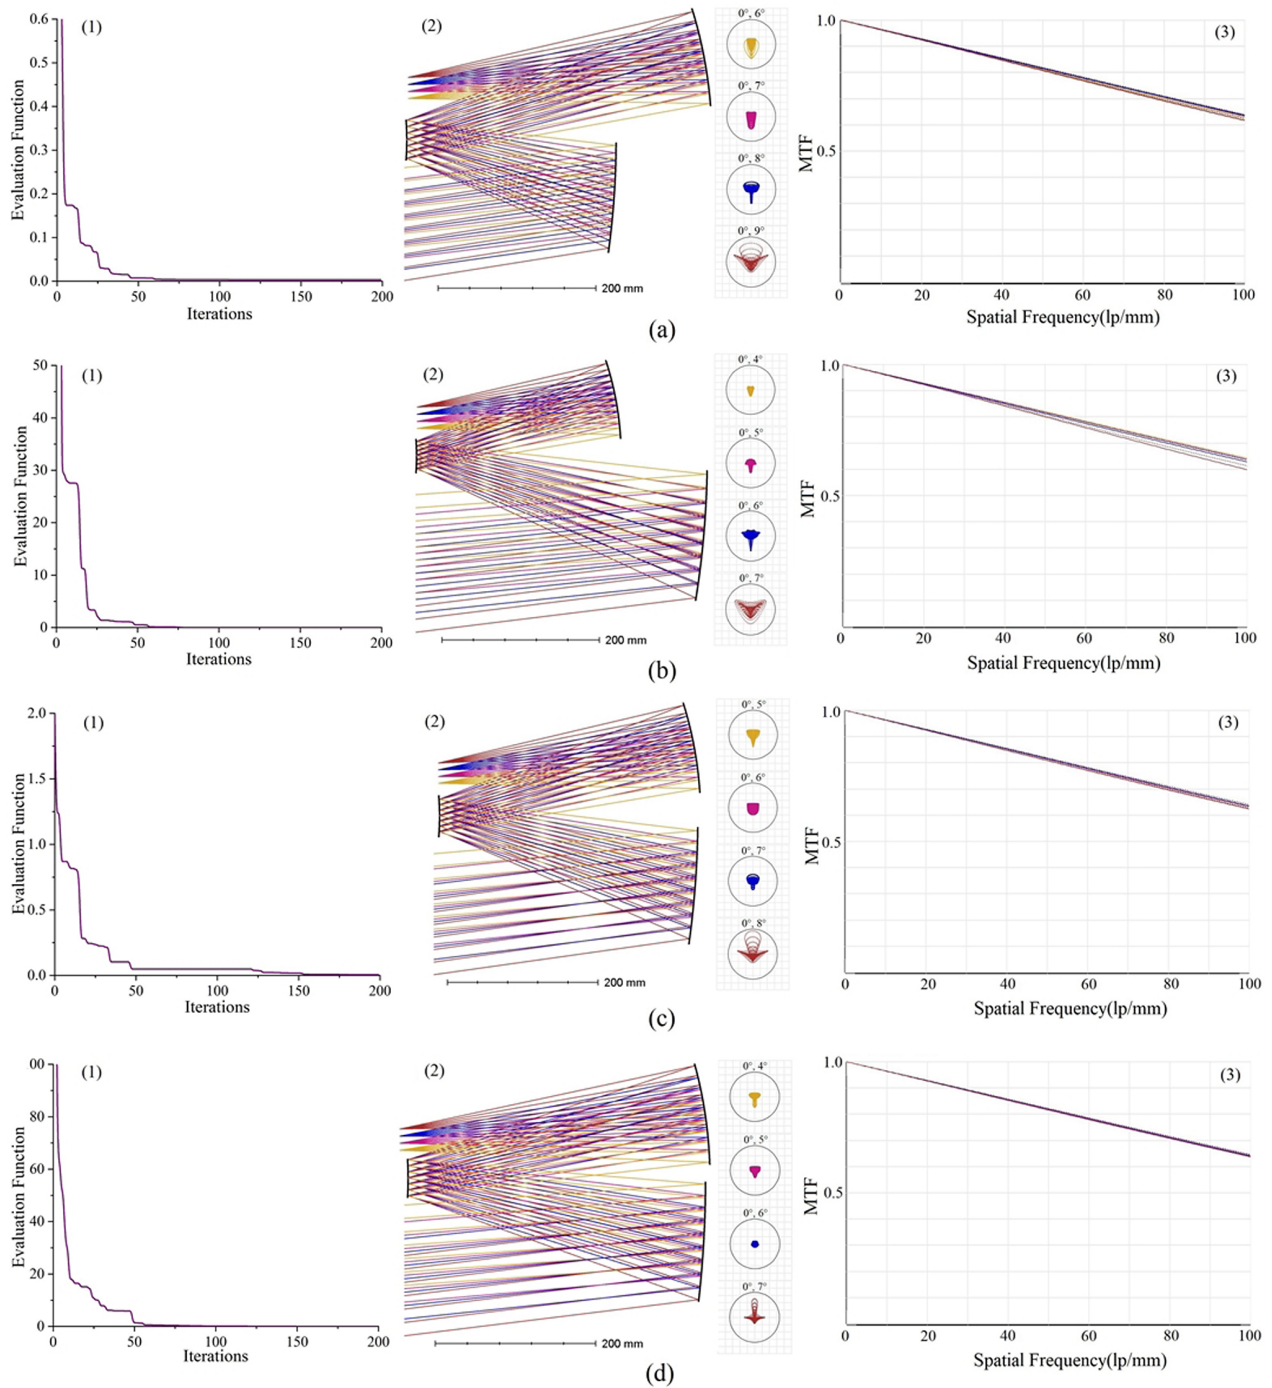 (1)
0.6
0.5
0.4
0.3
0.2
0.1
0.0
Evaluation Function
0 50 100 150 200
Iterations
(2)
200 mm
0°, 6°
0°, 7°
0°, 8°
0°, 9°
(3)
1.0
0.5
MTF
0 20 40 60 80 100
Spatial Frequency(lp/mm)
(a)
(1)
50
40
30
20
10
0
Evaluation Function
0 50 100 150 200
Iterations
(2)
200 mm
0°, 4°
0°, 5°
0°, 6°
0°, 7°
(3)
1.0
0.5
MTF
0 20 40 60 80 100
Spatial Frequency(lp/mm)
(b)
(1)
2.0
1.5
1.0
0.5
0.0
Evaluation Function
0 50 100 150 200
Iterations
(2)
200 mm
0°, 5°
0°, 6°
0°, 7°
0°, 8°
(3)
1.0
0.5
MTF
0 20 40 60 80 100
Spatial Frequency(lp/mm)
(c)
(1)
00
80
60
40
20
0
Evaluation Function
0 50 100 150 200
Iterations
(2)
200 mm
0°, 4°
0°, 5°
0°, 6°
0°, 7°
(3)
1.0
0.5
MTF
0 20 40 60 80 100
Spatial Frequency(lp/mm)
(d)